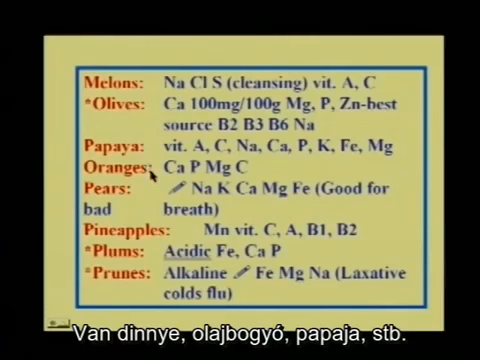 Melons: Na Cl S (cleansing) vit. A, C
*Olives: Ca 100mg/100g Mg, P, Zn-best
source B2 B3 B6 Na
Papaya: vit. A, C, Na, Ca, P, K, Fe, Mg
Oranges: Ca P Mg C
Pears: Na K Ca Mg Fe (Good for
bad breath)
Pineapples: Mn vit. C, A, B1, B2
*Plums: Acidic Fe, Ca P
*Prunes: Alkaline Fe Mg Na (Laxative
colds flu)
Van dinnye, olajbogyó, papaja, stb.